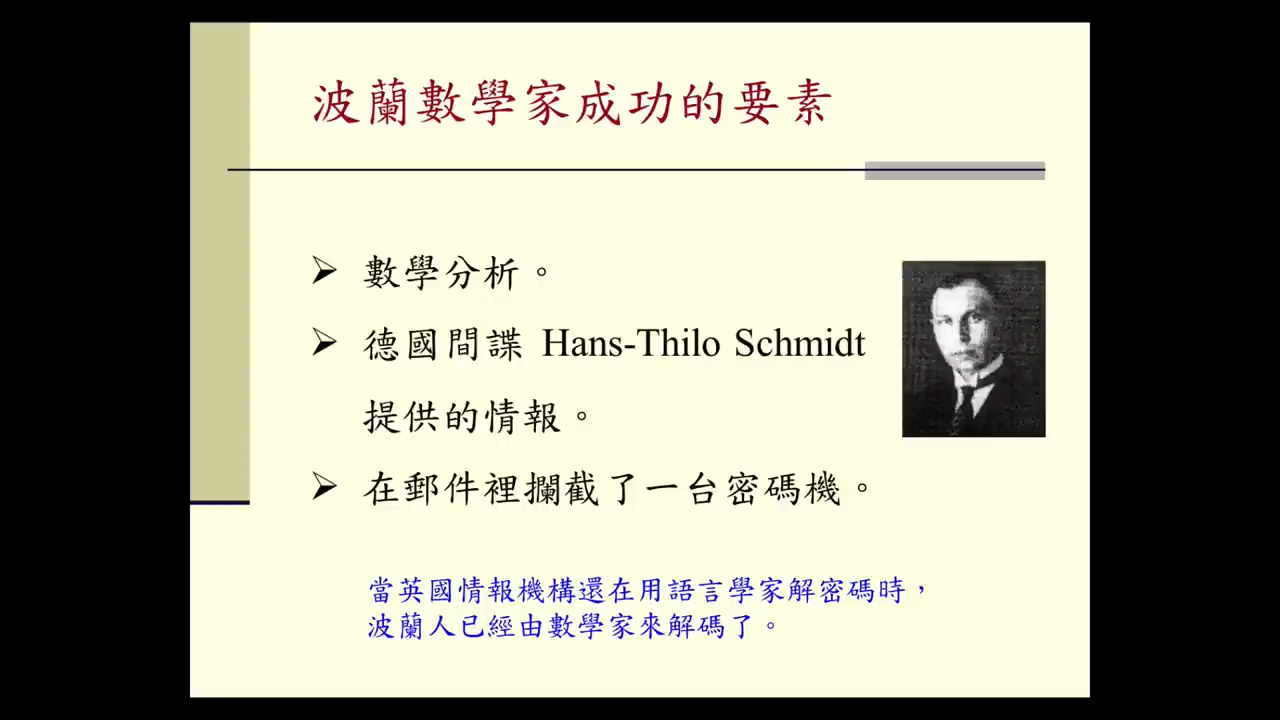 波蘭數學家成功的要素
數學分析。
德國間諜 Hans-Thilo Schmidt
提供的情報。
在郵件裡攔截了一台密碼機。
當英國情報機構還在用語言學家解密碼時，
波蘭人已經由數學家來解碼了。